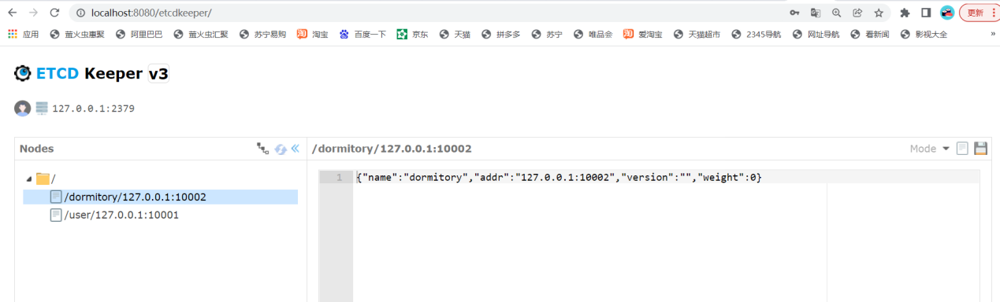 localhost:8080/etcdkeeper/
更新
应用 萤火虫惠聚 阿里巴巴 萤火虫汇聚 苏宁易购 淘宝 百度一下 京东 天猫 拼多多 苏宁 唯品会 爱淘宝 天猫超市 2345导航 网址导航 看新闻 影视大全 »
ETCD Keeper v3
127.0.0.1:2379
Nodes
/dormitory/127.0.0.1:10002
Mode
/
/dormitory/127.0.0.1:10002
/user/127.0.0.1:10001
1 {"name":"dormitory","addr":"127.0.0.1:10002","version":"","weight":0}